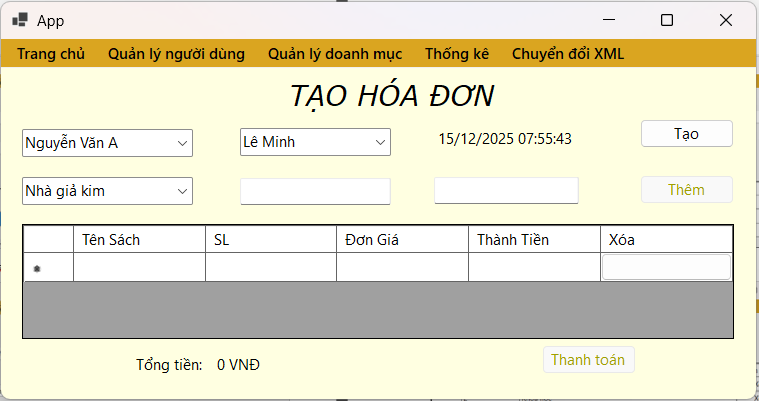 App
Trang chủ Quản lý người dùng Quản lý doanh mục Thống kê Chuyển đổi XML
TẠO HÓA ĐƠN
Nguyễn Văn A Lê Minh 15/12/2025 07:55:43 Tạo
Nhà giả kim Thêm
Tên Sách SL Đơn Giá Thành Tiền Xóa
Tổng tiền: 0 VNĐ Thanh toán